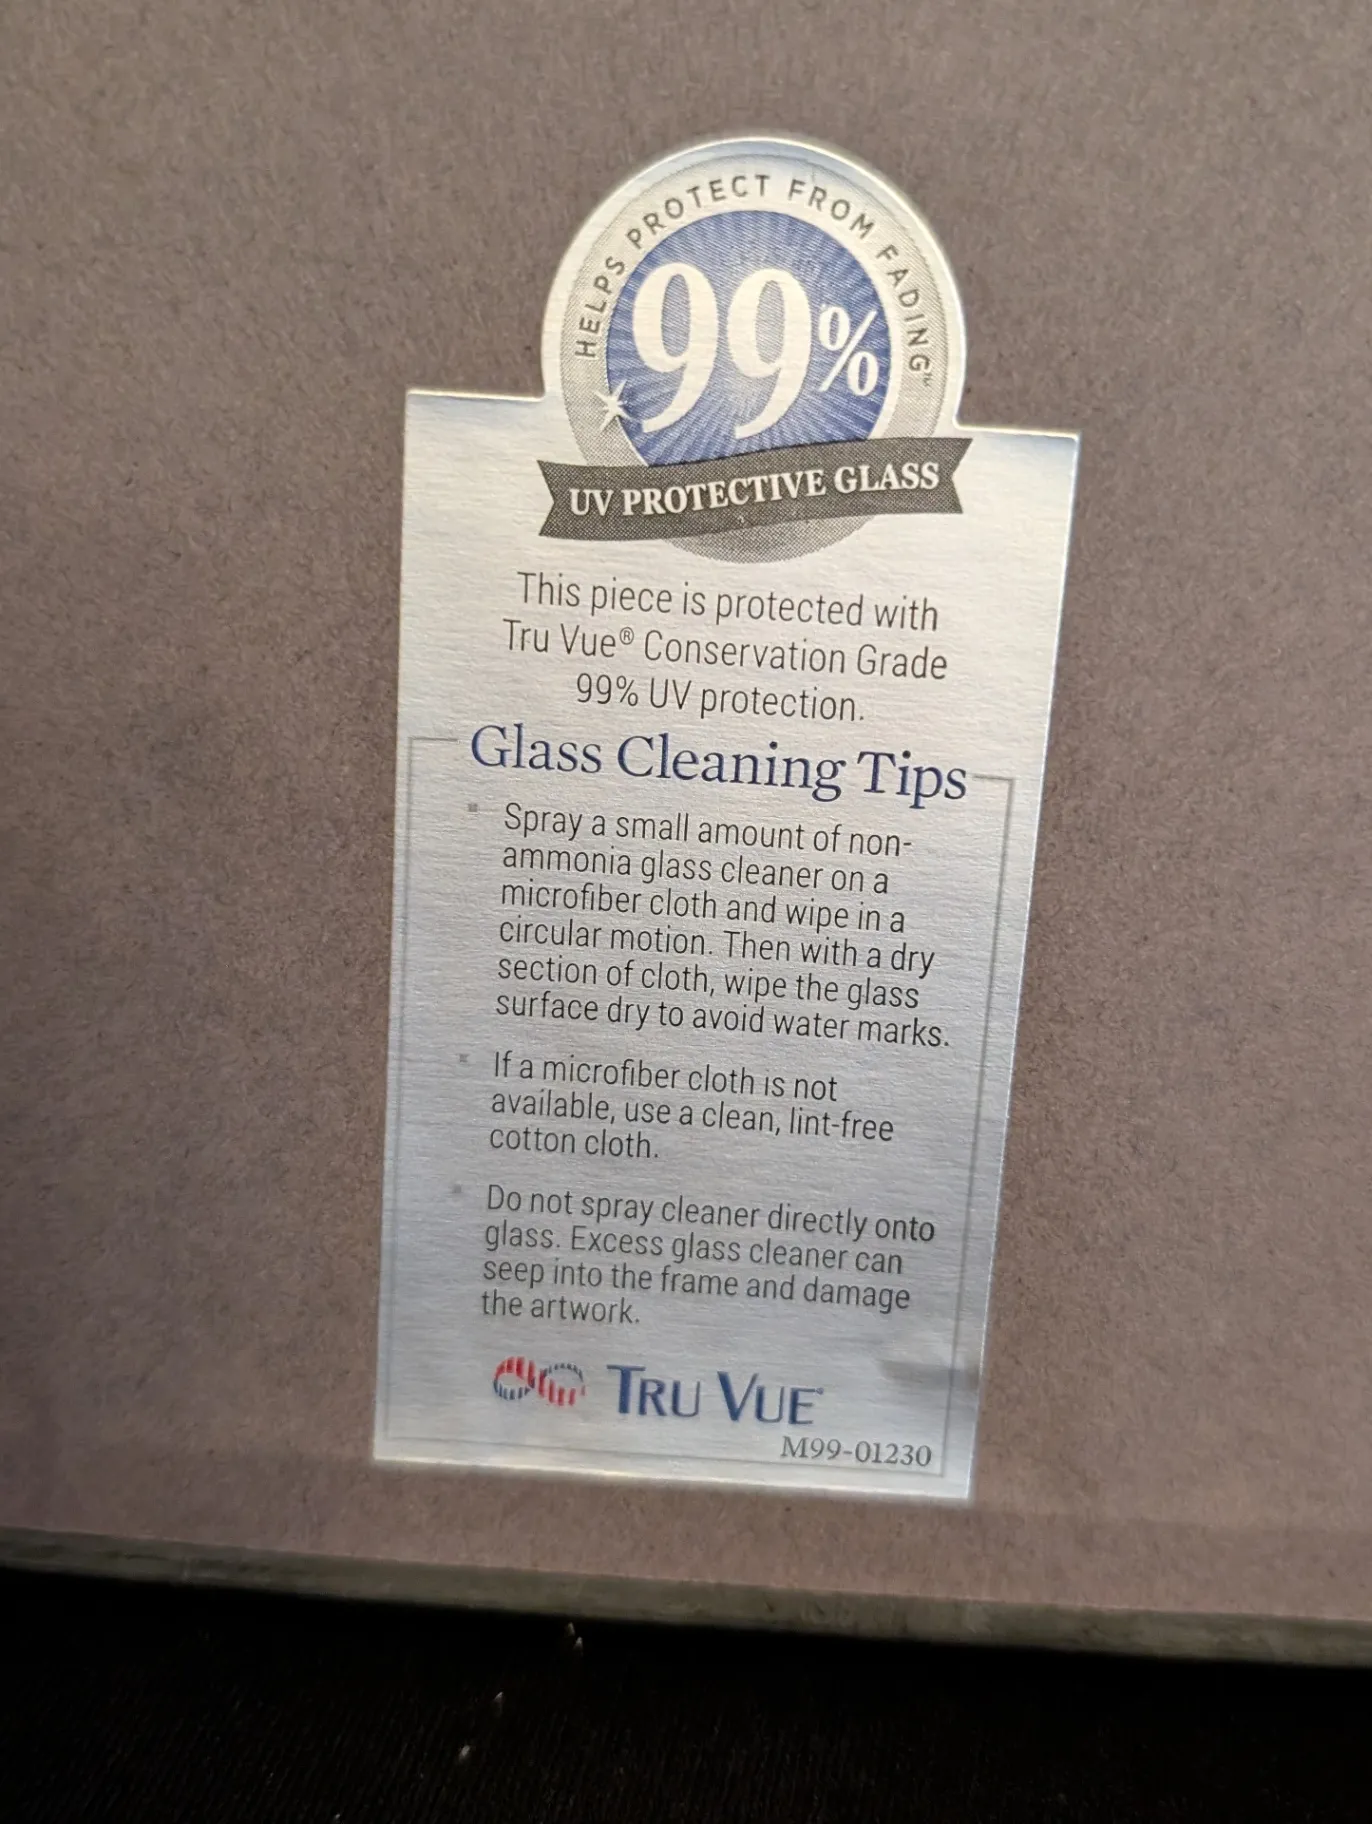 HELPS PROTECT FROM FADING™
99%
UV PROTECTIVE GLASS
This piece is protected with
Tru Vue® Conservation Grade
99% UV protection.
Glass Cleaning Tips
▪ Spray a small amount of non-
ammonia glass cleaner on a
microfiber cloth and wipe in a
circular motion. Then with a dry
section of cloth, wipe the glass
surface dry to avoid water marks.
▪ If a microfiber cloth is not
available, use a clean, lint-free
cotton cloth.
▪ Do not spray cleaner directly onto
glass. Excess glass cleaner can
seep into the frame and damage
the artwork.
TRU VUE®
M99-01230